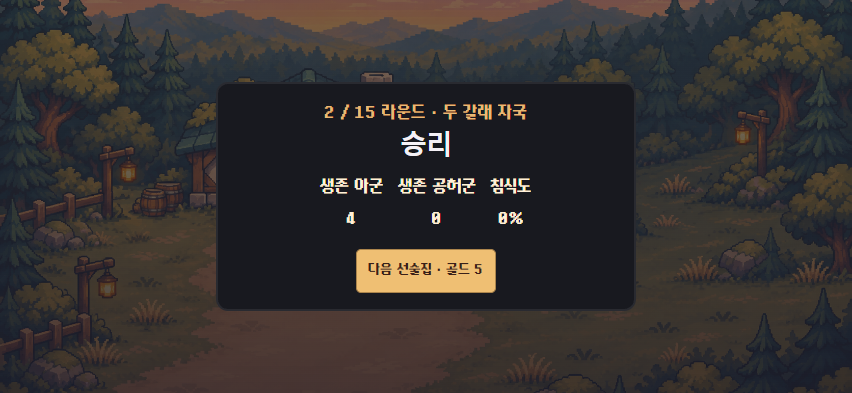 2 / 15 라운드 · 두 갈래 자국
승리
생존 아군 생존 공허군 침식도
4 0 0%
다음 선술집 · 골드 5